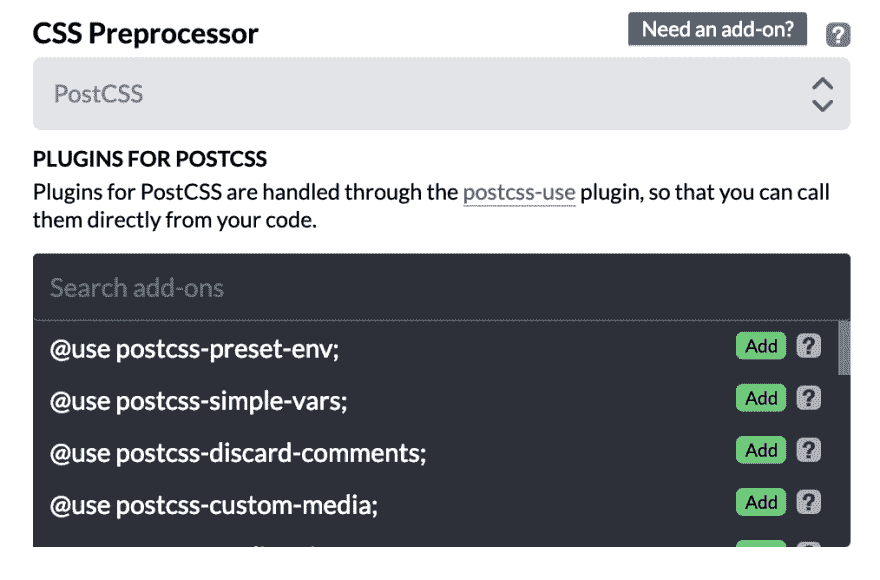 CSS Preprocessor
Need an add-on?
?
PostCSS
PLUGINS FOR POSTCSS
Plugins for PostCSS are handled through the postcss-use plugin, so that you can call
them directly from your code.
Search add-ons
@use postcss-preset-env; Add ?
@use postcss-simple-vars; Add ?
@use postcss-discard-comments; Add ?
@use postcss-custom-media; Add ?